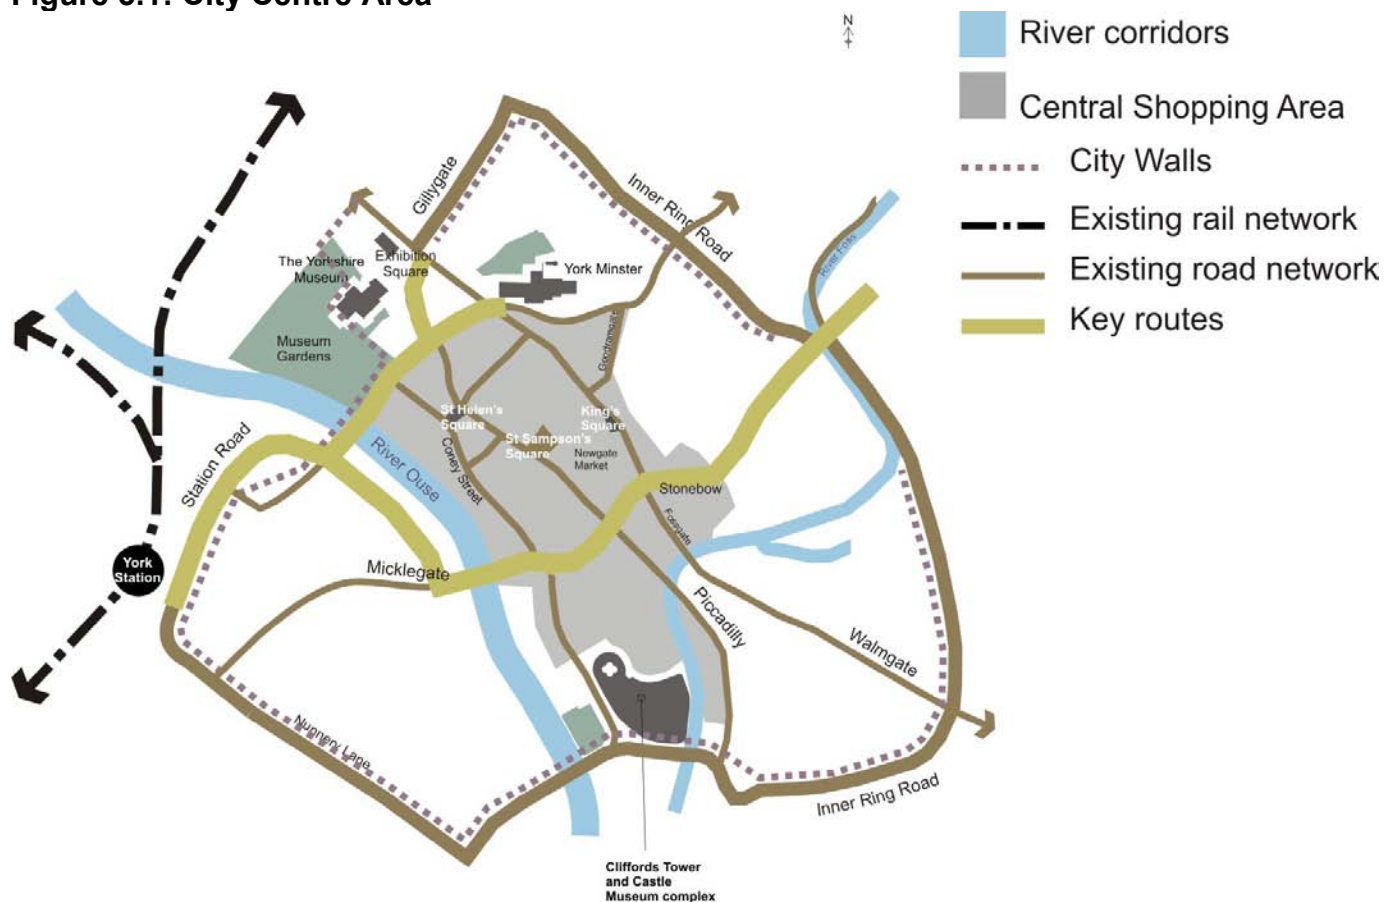 Figure 3.1: City Centre Area
N
River corridors
Central Shopping Area
City Walls
Existing rail network
Existing road network
Key routes
Gillygate
Inner Ring Road
River Foss
The Yorkshire
Museum
Exhibition
Square
York Minster
Museum
Gardens
Goodramgate
St Helen's
Square
King's
Square
St Sampson's
Square
Newgate
Market
Station Road
River Ouse
Coney Street
Stonebow
Fossgate
York
Station
Micklegate
Piccadilly
Walmgate
Nunnery Lane
Inner Ring Road
Cliffords Tower
and Castle
Museum complex